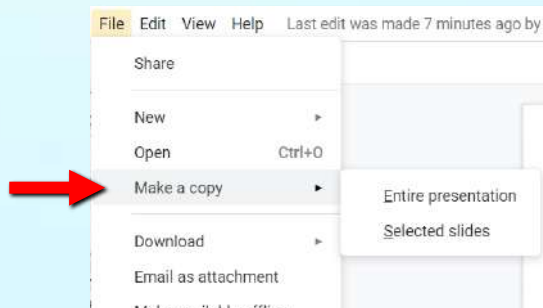 File Edit View Help Last edit was made 7 minutes ago by
Share
New
Open Ctrl+O
Make a copy
Entire presentation
Selected slides
Download
Email as attachment